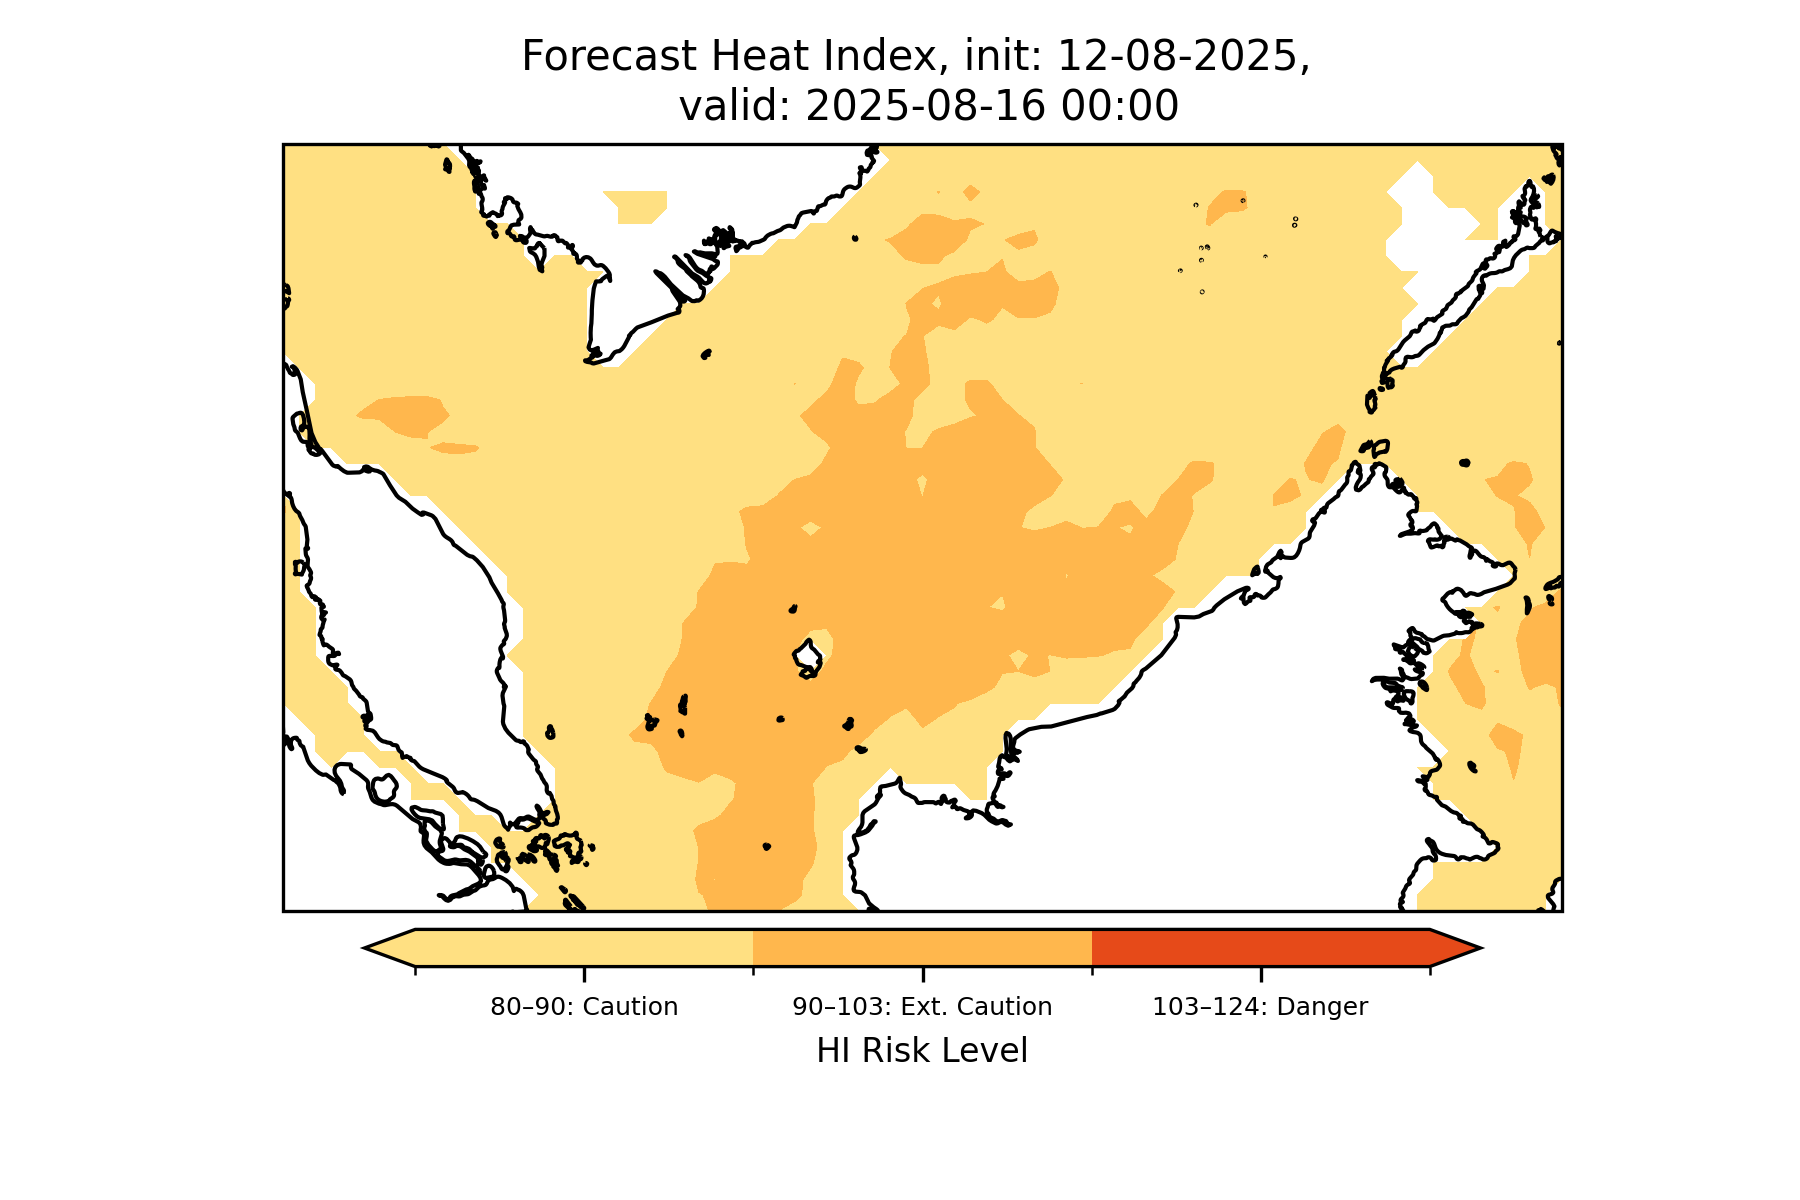 Forecast Heat Index, init: 12-08-2025,
valid: 2025-08-16 00:00
80–90: Caution
90–103: Ext. Caution
103–124: Danger
HI Risk Level